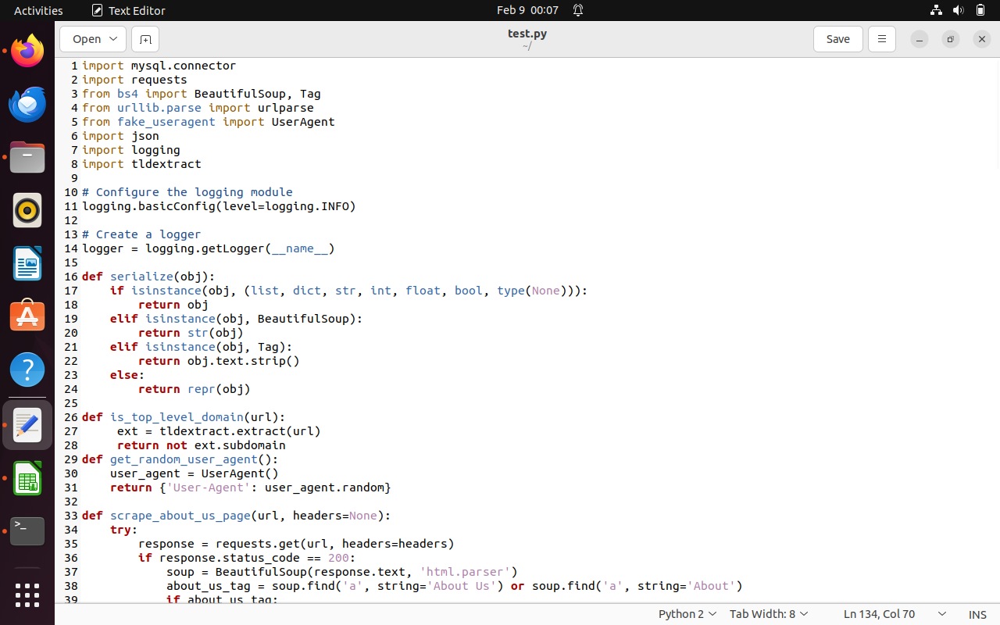 Activities
Text Editor
Feb 9 00:07
Open
test.py
~/
Save
1 import mysql.connector
2 import requests
3 from bs4 import BeautifulSoup, Tag
4 from urllib.parse import urlparse
5 from fake_useragent import UserAgent
6 import json
7 import logging
8 import tldextract
9
10 # Configure the logging module
11 logging.basicConfig(level=logging.INFO)
12
13 # Create a logger
14 logger = logging.getLogger(__name__)
15
16 def serialize(obj):
17     if isinstance(obj, (list, dict, str, int, float, bool, type(None))):
18         return obj
19     elif isinstance(obj, BeautifulSoup):
20         return str(obj)
21     elif isinstance(obj, Tag):
22         return obj.text.strip()
23     else:
24         return repr(obj)
25
26 def is_top_level_domain(url):
27      ext = tldextract.extract(url)
28      return not ext.subdomain
29 def get_random_user_agent():
30     user_agent = UserAgent()
31     return {'User-Agent': user_agent.random}
32
33 def scrape_about_us_page(url, headers=None):
34     try:
35         response = requests.get(url, headers=headers)
36         if response.status_code == 200:
37             soup = BeautifulSoup(response.text, 'html.parser')
38             about_us_tag = soup.find('a', string='About Us') or soup.find('a', string='About')
39             if about_us_tag:
Python 2
Tab Width: 8
Ln 134, Col 70
INS